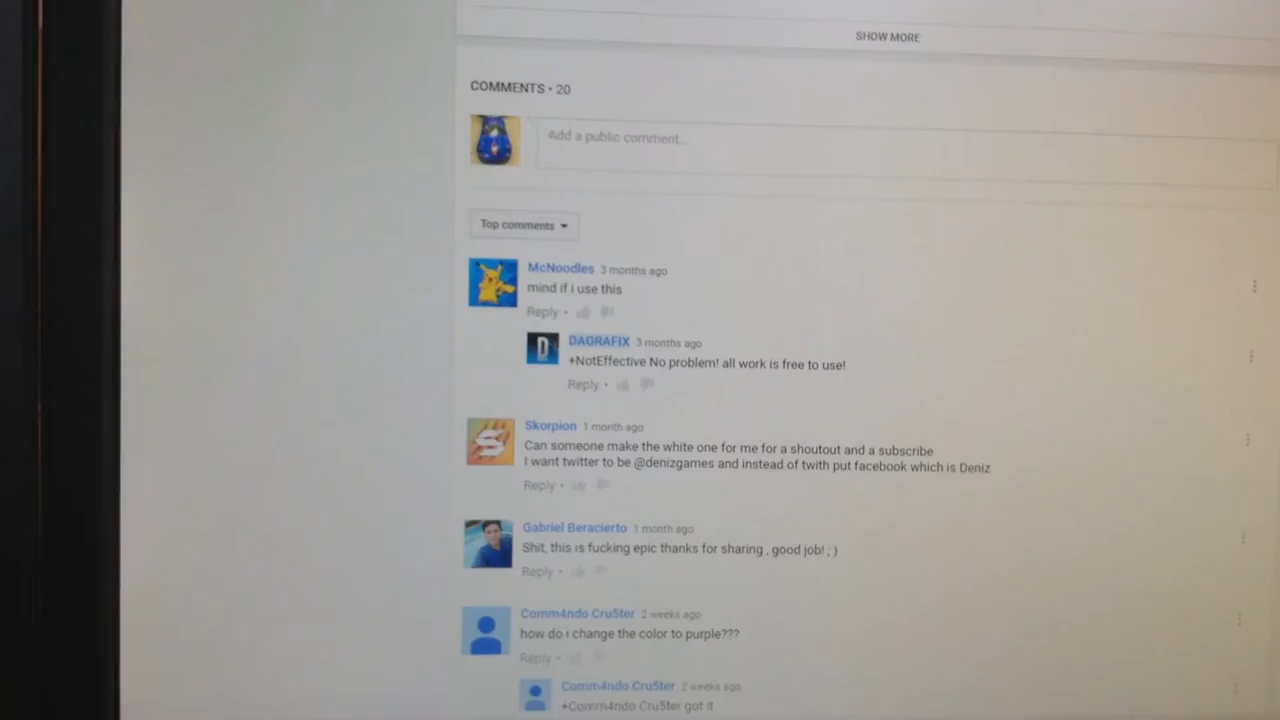 SHOW MORE
COMMENTS • 20
Add a public comment...
Top comments
McNoodles 3 months ago
mind if i use this
Reply •
DAGRAFIX 3 months ago
+NotEffective No problem! all work is free to use!
Reply •
Skorpion 1 month ago
Can someone make the white one for me for a shoutout and a subscribe
I want twitter to be @denizgames and instead of twith put facebook which is Deniz
Reply •
Gabriel Beracierto 1 month ago
Shit, this is fucking epic thanks for sharing , good job! ; )
Reply •
Comm4ndo Cru5ter 2 weeks ago
how do i change the color to purple???
Reply •
Comm4ndo Cru5ter 2 weeks ago
+Comm4ndo Cru5ter got it